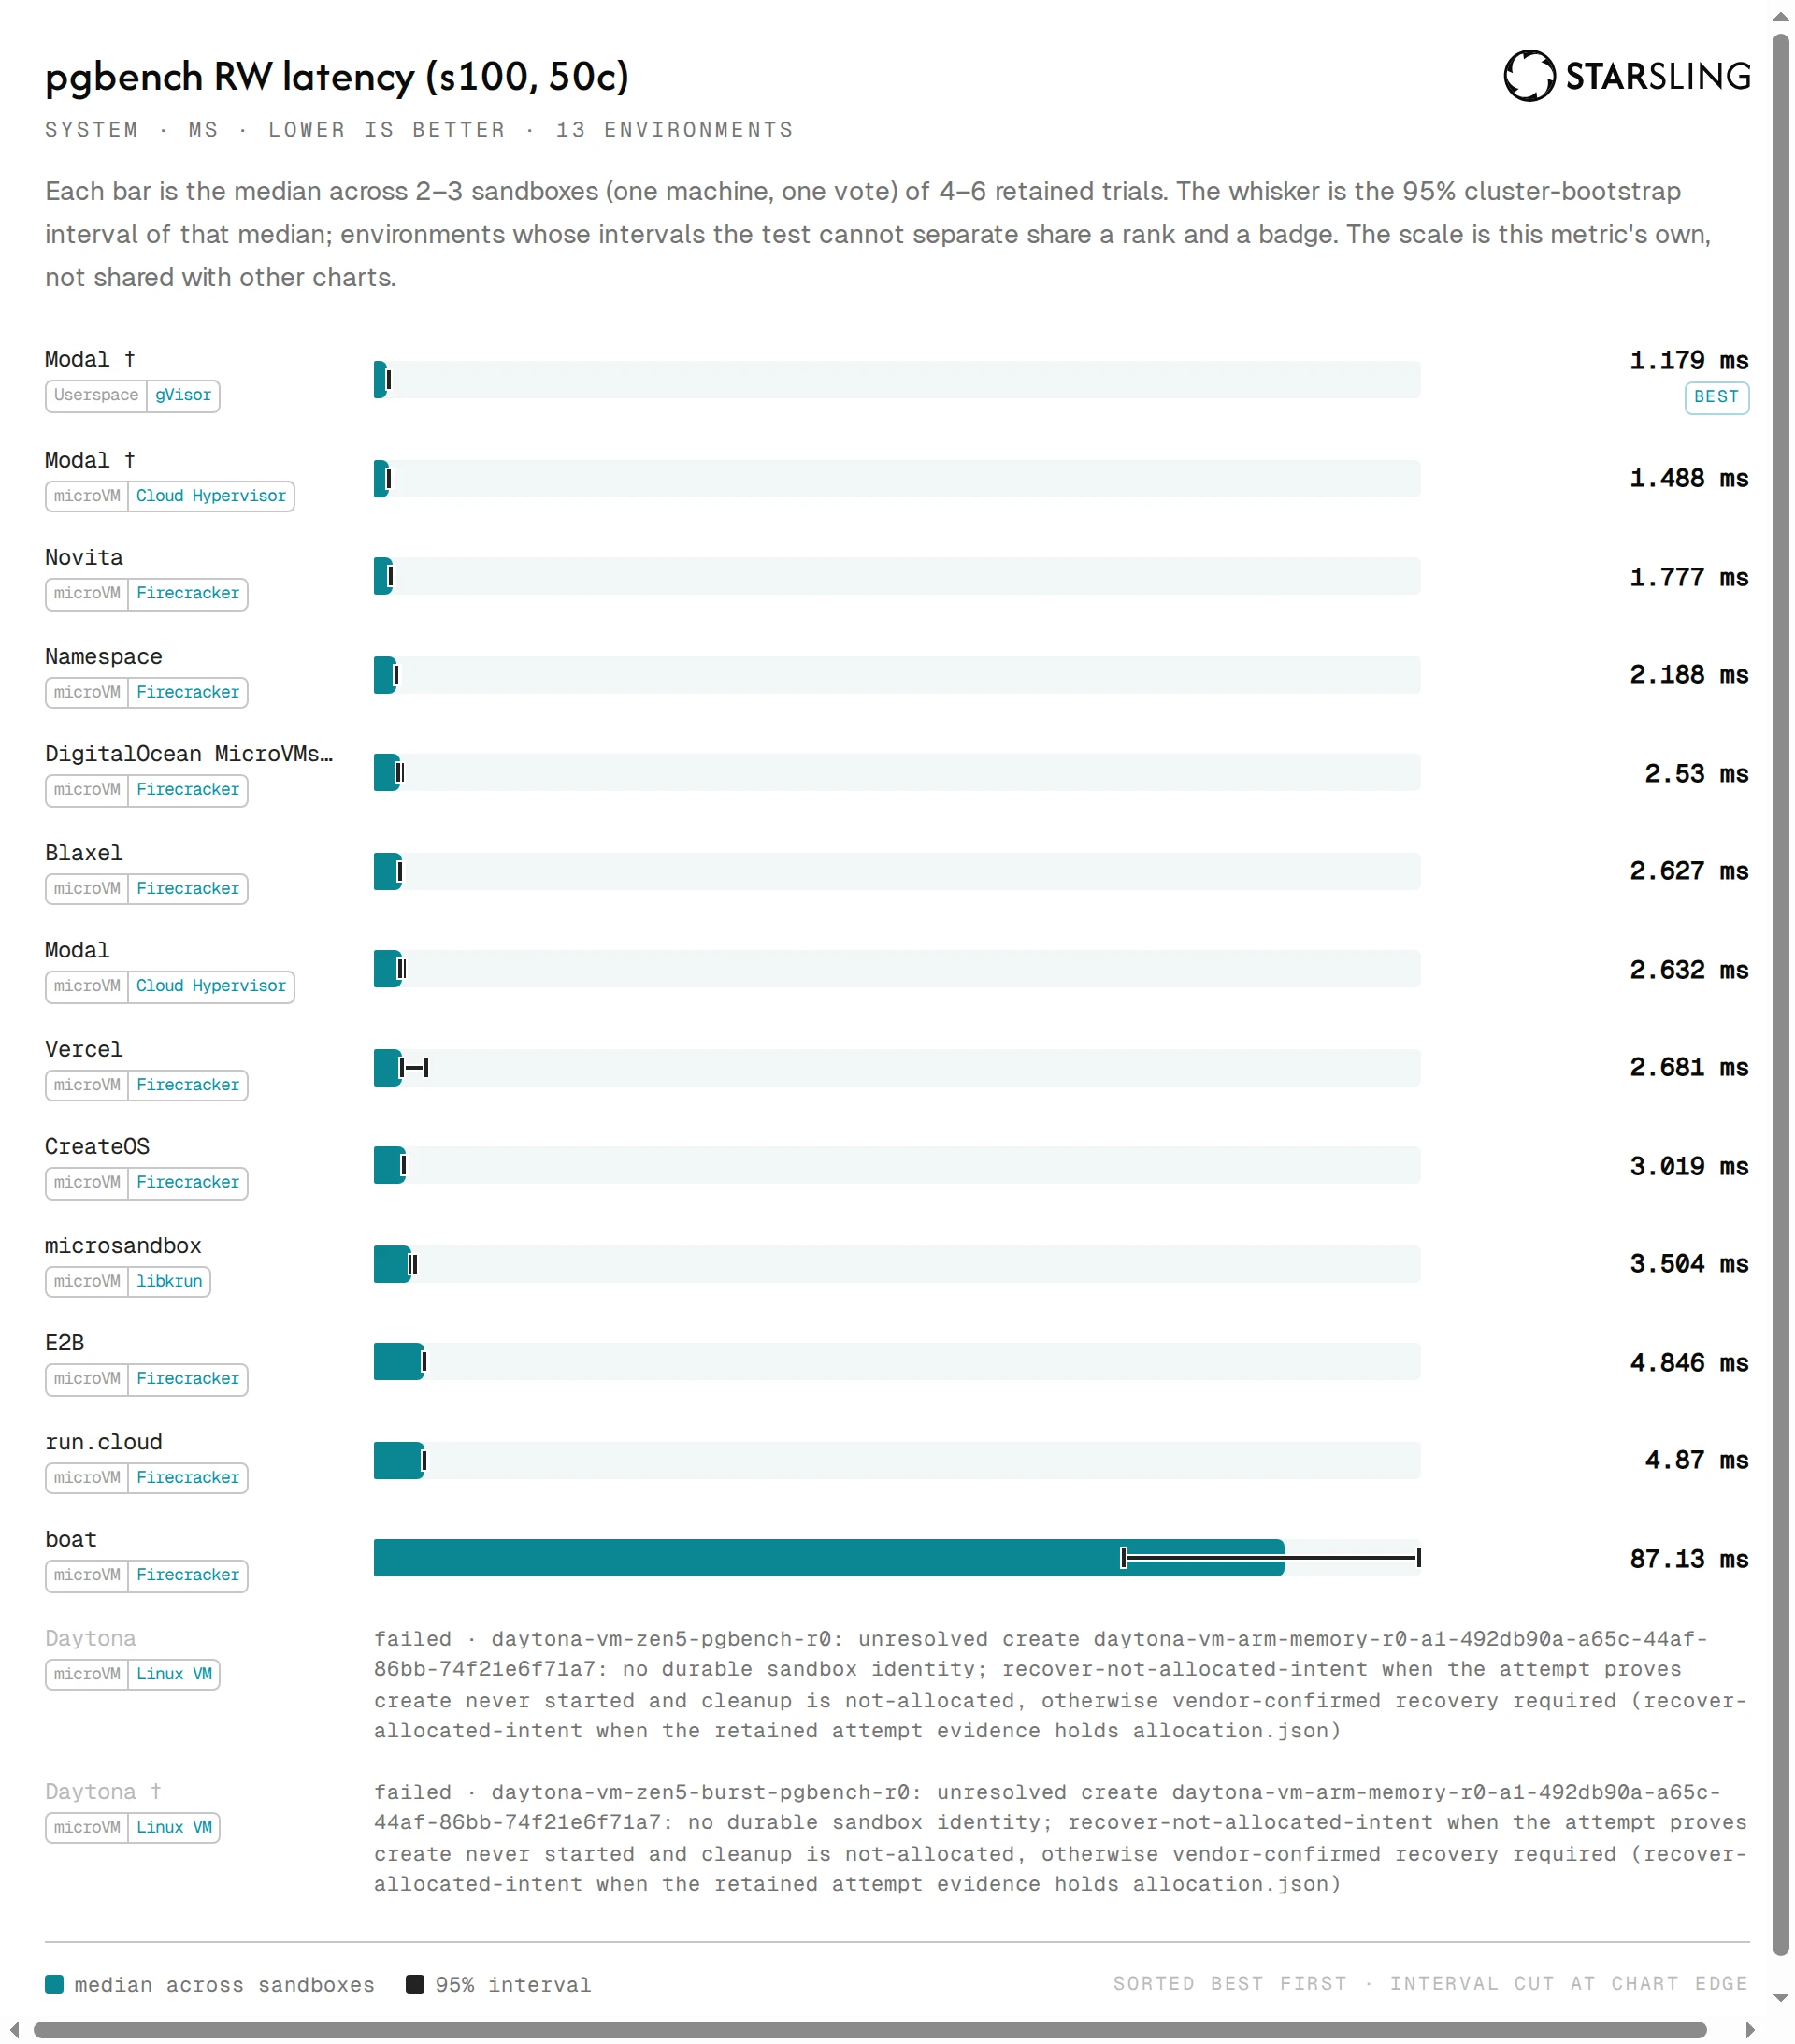 pgbench RW latency (s100, 50c)
STARSLING
SYSTEM · MS · LOWER IS BETTER · 13 ENVIRONMENTS
Each bar is the median across 2–3 sandboxes (one machine, one vote) of 4–6 retained trials. The whisker is the 95% cluster-bootstrap
interval of that median; environments whose intervals the test cannot separate share a rank and a badge. The scale is this metric's own,
not shared with other charts.
Modal †
Userspace gVisor
1.179 ms
BEST
Modal †
microVM Cloud Hypervisor
1.488 ms
Novita
microVM Firecracker
1.777 ms
Namespace
microVM Firecracker
2.188 ms
DigitalOcean MicroVMs…
microVM Firecracker
2.53 ms
Blaxel
microVM Firecracker
2.627 ms
Modal
microVM Cloud Hypervisor
2.632 ms
Vercel
microVM Firecracker
2.681 ms
CreateOS
microVM Firecracker
3.019 ms
microsandbox
microVM libkrun
3.504 ms
E2B
microVM Firecracker
4.846 ms
run.cloud
microVM Firecracker
4.87 ms
boat
microVM Firecracker
87.13 ms
Daytona
microVM Linux VM
failed · daytona-vm-zen5-pgbench-r0: unresolved create daytona-vm-arm-memory-r0-a1-492db90a-a65c-44af-
86bb-74f21e6f71a7: no durable sandbox identity; recover-not-allocated-intent when the attempt proves
create never started and cleanup is not-allocated, otherwise vendor-confirmed recovery required (recover-
allocated-intent when the retained attempt evidence holds allocation.json)
Daytona †
microVM Linux VM
failed · daytona-vm-zen5-burst-pgbench-r0: unresolved create daytona-vm-arm-memory-r0-a1-492db90a-a65c-
44af-86bb-74f21e6f71a7: no durable sandbox identity; recover-not-allocated-intent when the attempt proves
create never started and cleanup is not-allocated, otherwise vendor-confirmed recovery required (recover-
allocated-intent when the retained attempt evidence holds allocation.json)
median across sandboxes
95% interval
SORTED BEST FIRST · INTERVAL CUT AT CHART EDGE